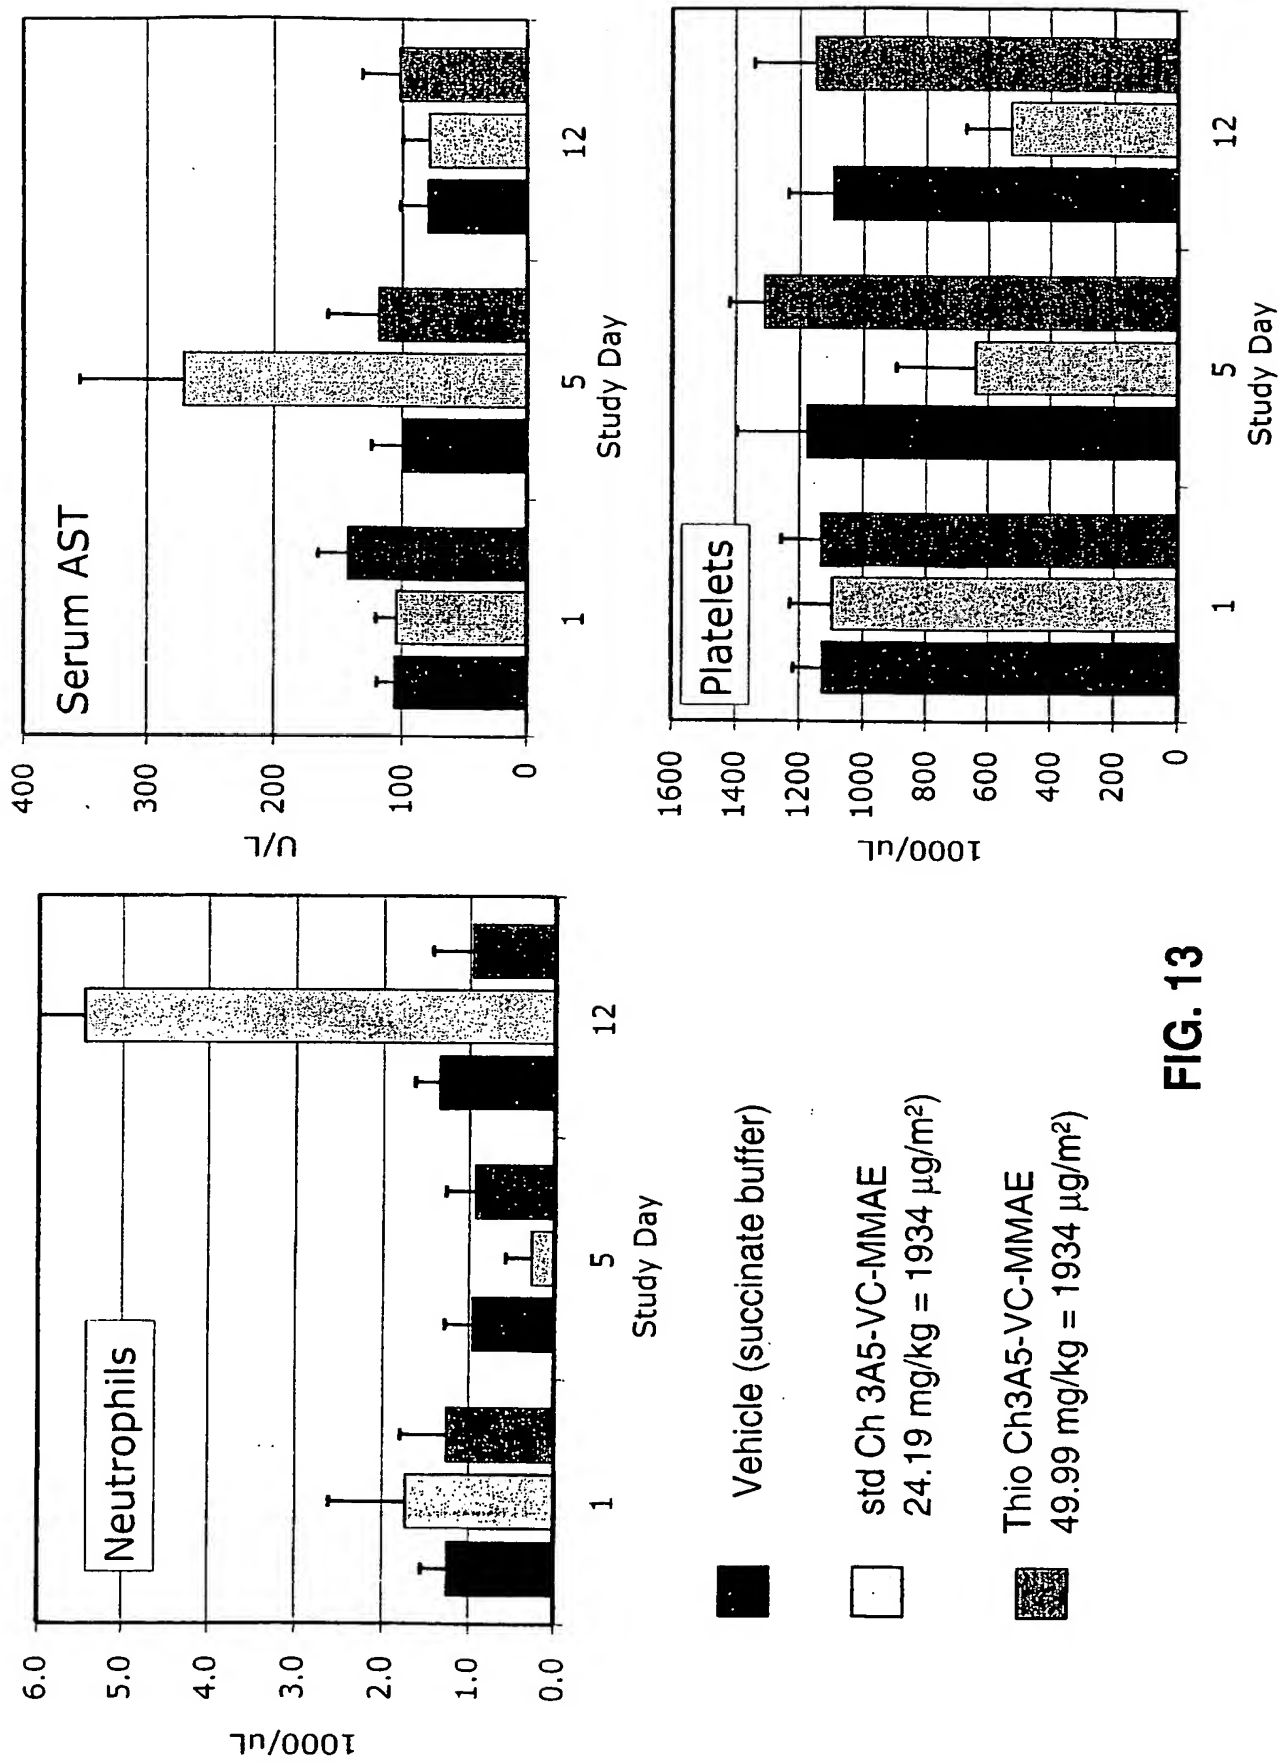 Neutrophils
1000/uL
6.0
5.0
4.0
3.0
2.0
1.0
0.0
1
5
12
Study Day
Serum AST
U/L
400
300
200
100
0
1
5
12
Study Day
Vehicle (succinate buffer)
std Ch 3A5-VC-MMAE
24.19 mg/kg = 1934 µg/m²)
Thio Ch3A5-VC-MMAE
49.99 mg/kg = 1934 µg/m²)
Platelets
1000/uL
1600
1400
1200
1000
800
600
400
200
0
1
5
12
Study Day
FIG. 13